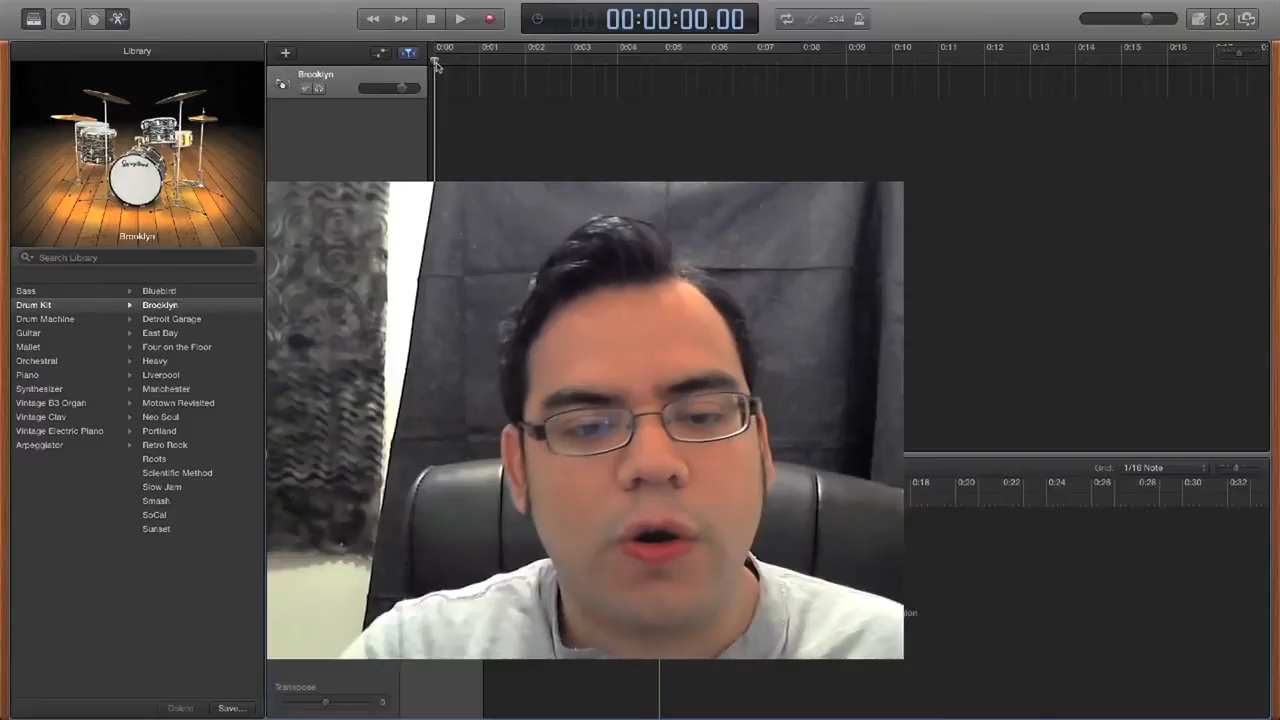 00:00:00.00
Library
0:00 0:01 0:02 0:03 0:04 0:05 0:06 0:07 0:08 0:09 0:10 0:11 0:12 0:13 0:14 0:15 0:16
Brooklyn
Brooklyn
Search Library
Bass
Drum Kit
Drum Machine
Guitar
Mallet
Orchestral
Piano
Synthesizer
Vintage B3 Organ
Vintage Clav
Vintage Electric Piano
Arpeggiator
Bluebird
Brooklyn
Detroit Garage
East Bay
Four on the Floor
Heavy
Liverpool
Manchester
Motown Revisited
Neo Soul
Portland
Retro Rock
Roots
Scientific Method
Slow Jam
Smash
SoCal
Sunset
Grid: 1/16 Note
0:18 0:20 0:22 0:24 0:26 0:28 0:30 0:32
Transpose
0
Delete Save...